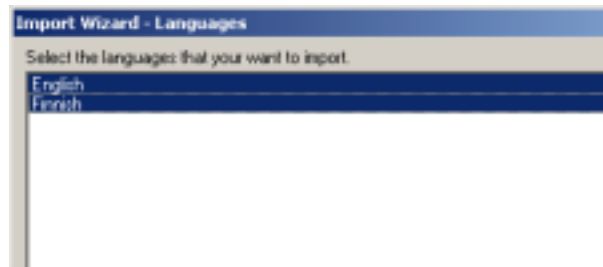 Import Wizard - Languages
Select the languages that your want to import.
English
Finnish